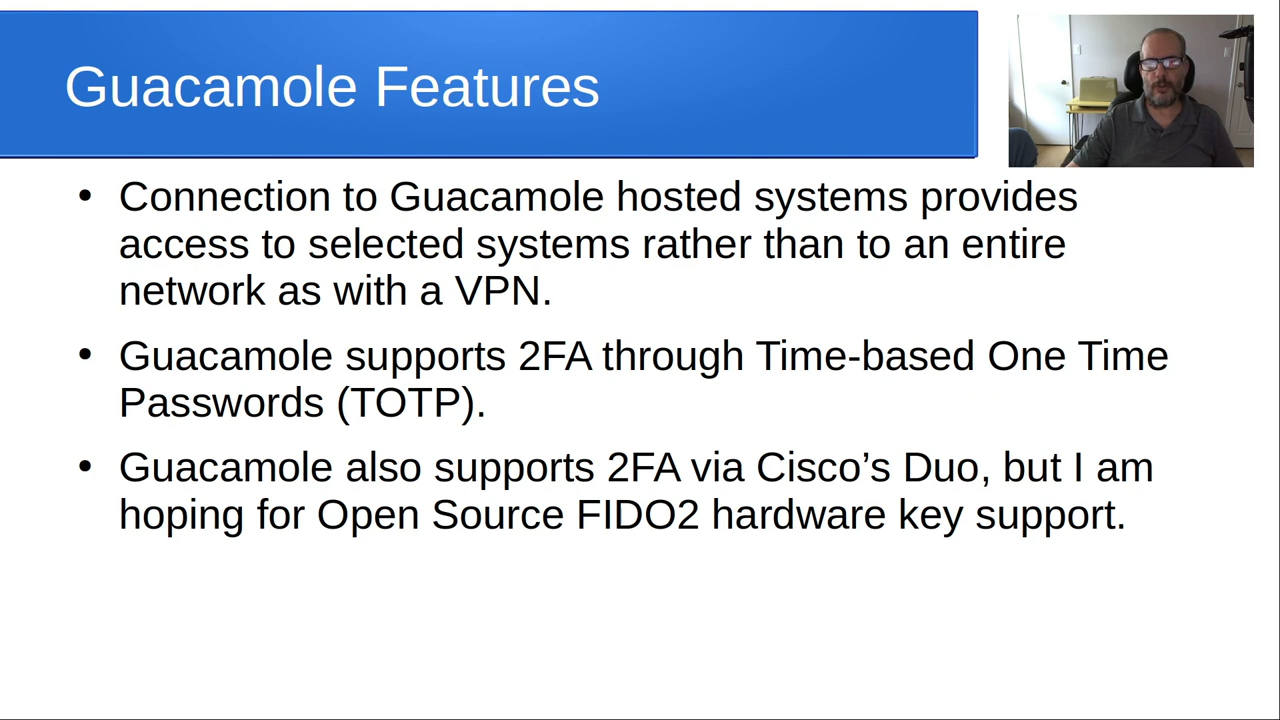 Guacamole Features
• Connection to Guacamole hosted systems provides
access to selected systems rather than to an entire
network as with a VPN.
• Guacamole supports 2FA through Time-based One Time
Passwords (TOTP).
• Guacamole also supports 2FA via Cisco’s Duo, but I am
hoping for Open Source FIDO2 hardware key support.